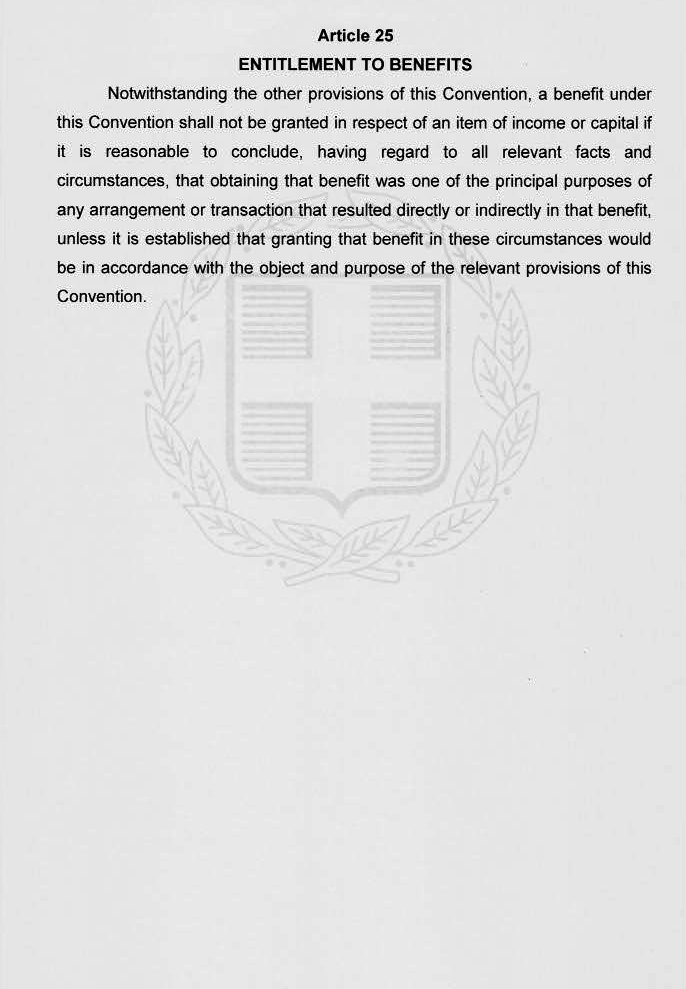 Article 25
ENTITLEMENT TO BENEFITS
Notwithstanding the other provisions of this Convention, a benefit under
this Convention shall not be granted in respect of an item of income or capital if
it is reasonable to conclude, having regard to all relevant facts and
circumstances, that obtaining that benefit was one of the principal purposes of
any arrangement or transaction that resulted directly or indirectly in that benefit,
unless it is established that granting that benefit in these circumstances would
be in accordance with the object and purpose of the relevant provisions of this
Convention.